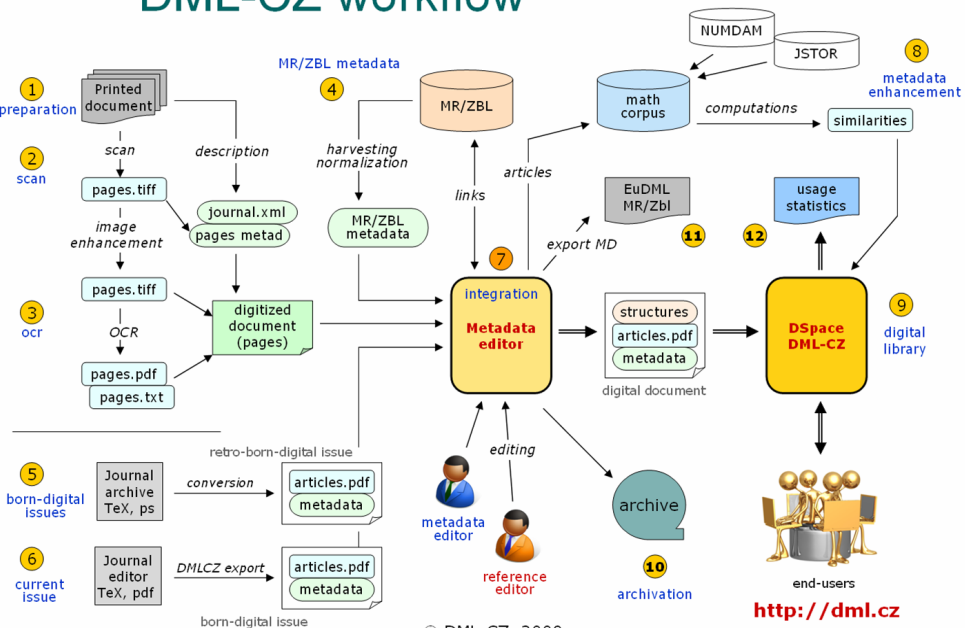 DML-CZ workflow
NUMDAM
JSTOR
8
metadata
enhancement
1
preparation
Printed
document
MR/ZBL metadata
4
MR/ZBL
math
corpus
computations
similarities
scan
description
harvesting
normalization
articles
2
scan
pages.tiff
links
EuDML
MR/Zbl
usage
statistics
journal.xml
pages metad
MR/ZBL
metadata
image
enhancement
export MD
11
12
7
integration
Metadata
editor
pages.tiff
3
ocr
OCR
digitized
document
(pages)
structures
articles.pdf
metadata
digital document
DSpace
DML-CZ
9
digital
library
pages.pdf
pages.txt
retro-born-digital issue
editing
5
born-digital
issues
Journal
archive
TeX, ps
conversion
articles.pdf
metadata
metadata
editor
archive
6
current
issue
Journal
editor
TeX, pdf
DMLCZ export
articles.pdf
metadata
born-digital issue
reference
editor
10
archivation
end-users
http://dml.cz
© DML-CZ, 2009